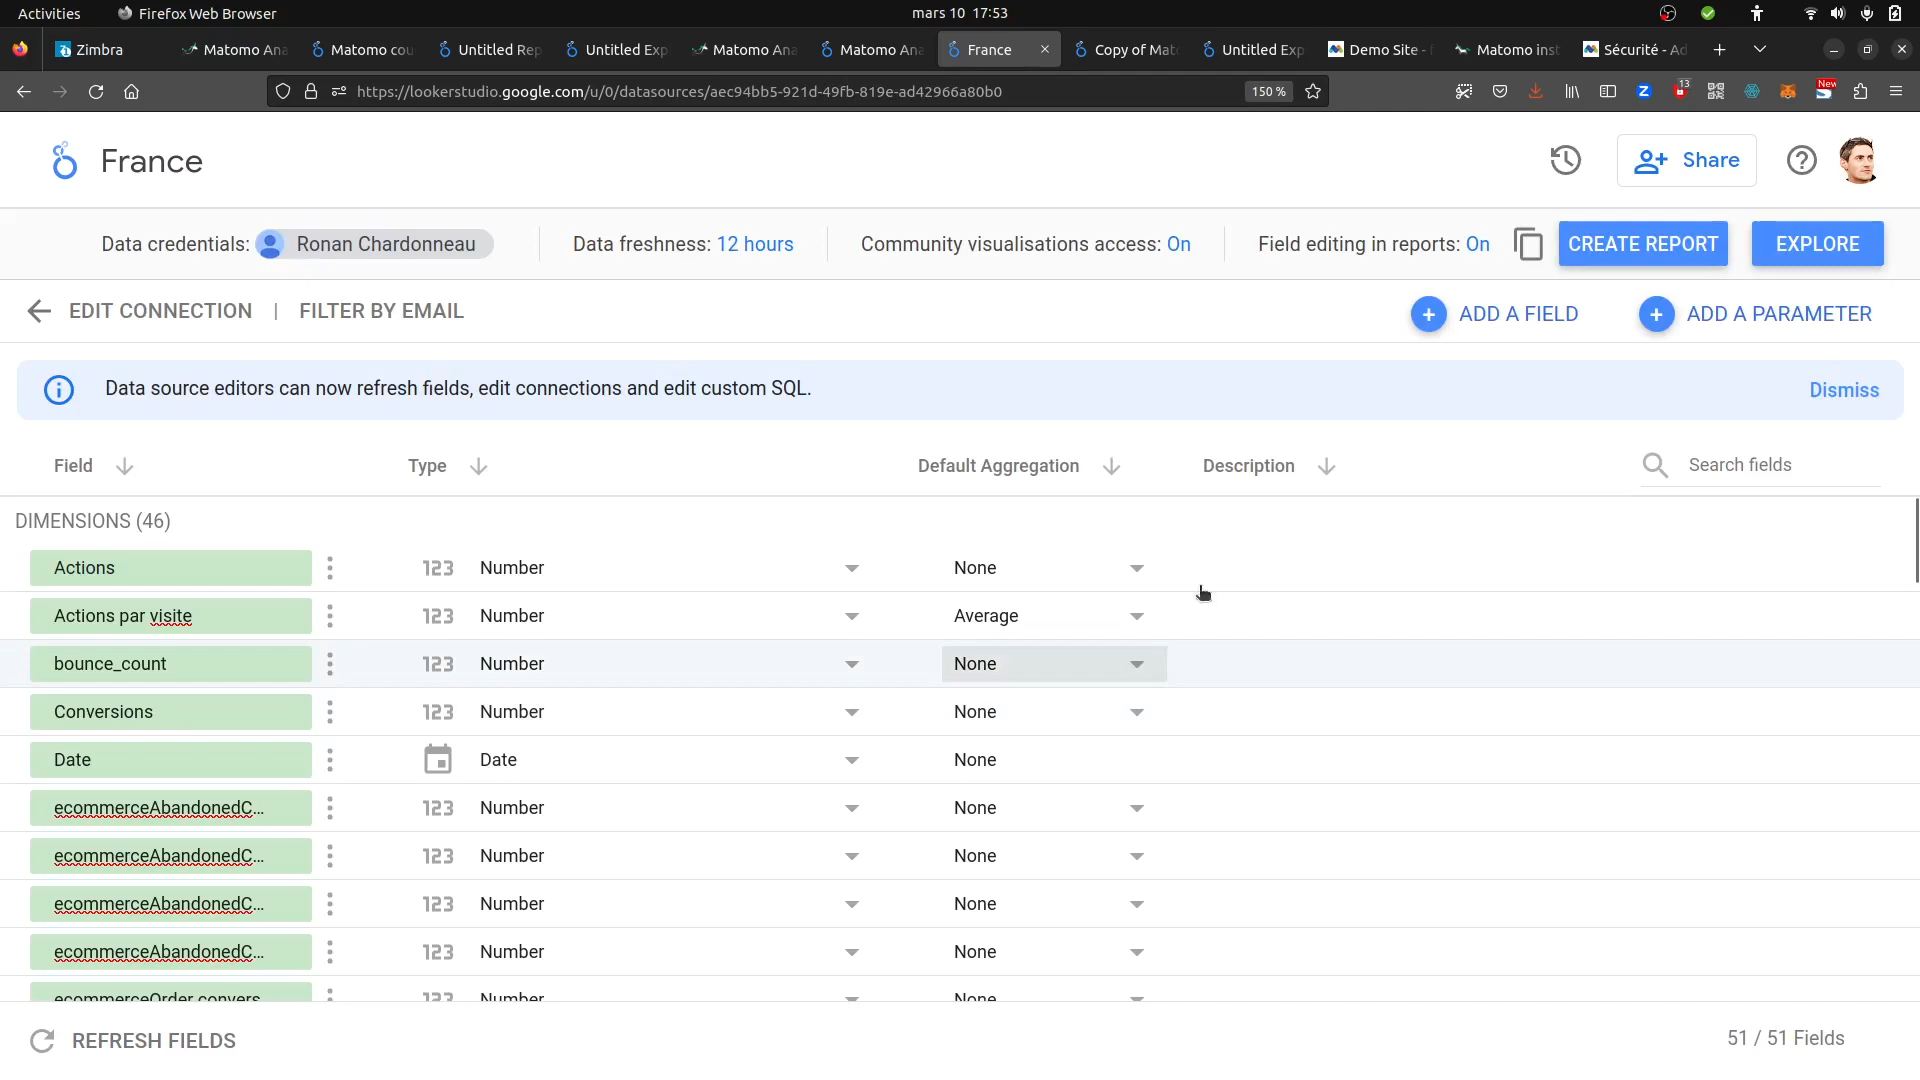 Activities
Firefox Web Browser
mars 10 17:53
Zimbra
Matomo Ana
Matomo cou
Untitled Rep
Untitled Exp
Matomo Ana
Matomo Ana
France
Copy of Mat
Untitled Exp
Demo Site -
Matomo inst
Sécurité - Ad
https://lookerstudio.google.com/u/0/datasources/aec94bb5-921d-49fb-819e-ad42966a80b0
150 %
13
New
France
Share
Data credentials: Ronan Chardonneau
Data freshness: 12 hours
Community visualisations access: On
Field editing in reports: On
CREATE REPORT
EXPLORE
EDIT CONNECTION | FILTER BY EMAIL
ADD A FIELD
ADD A PARAMETER
Data source editors can now refresh fields, edit connections and edit custom SQL.
Dismiss
Field
Type
Default Aggregation
Description
Search fields
DIMENSIONS (46)
Actions 123 Number None
Actions par visite 123 Number Average
bounce_count 123 Number None
Conversions 123 Number None
Date Date None
ecommerceAbandonedC... 123 Number None
ecommerceAbandonedC... 123 Number None
ecommerceAbandonedC... 123 Number None
ecommerceAbandonedC... 123 Number None
ecommerceOrder convers 123 Number None
REFRESH FIELDS
51 / 51 Fields